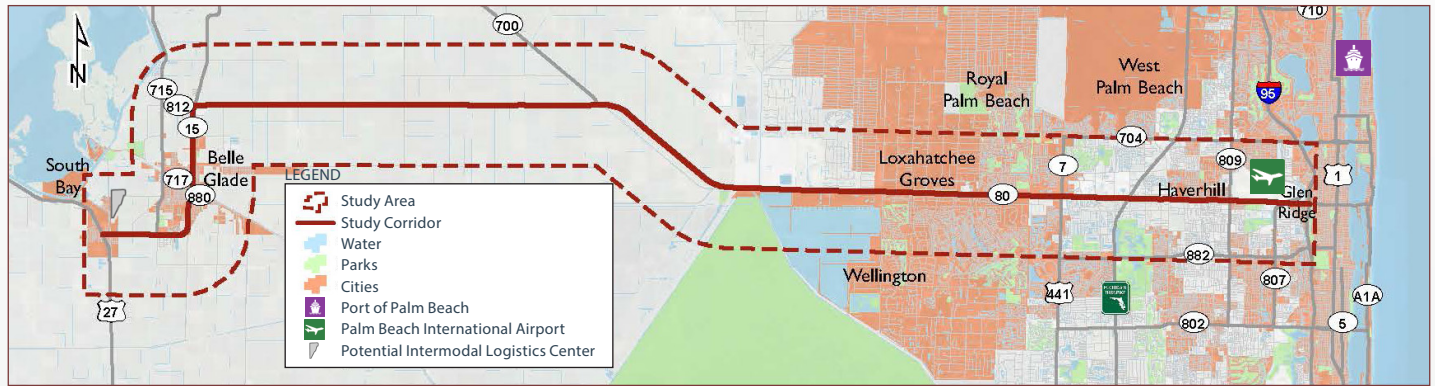 710
700
N
715
812
15
95
West
Palm Beach
Royal
Palm Beach
704
South
Bay
Belle
Glade
717
880
Loxahatchee
Groves
7
809
1
80
Haverhill
Glen
Ridge
LEGEND
Study Area
Study Corridor
Water
Parks
Cities
Port of Palm Beach
Palm Beach International Airport
Potential Intermodal Logistics Center
882
Wellington
807
441
A1A
27
802
5